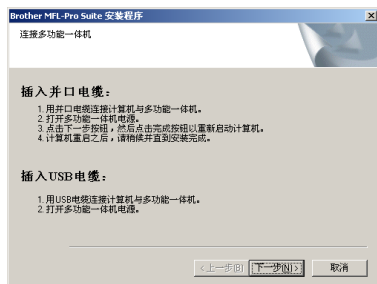 Brother MFL-Pro Suite 安装程序
连接多功能一体机
插入并口电缆：
1. 用并口电缆连接计算机与多功能一体机。
2. 打开多功能一体机电源。
3. 点击下一步按钮，然后点击完成按钮以重新启动计算机。
4. 计算机重启之后，请稍候并直到安装完成。
插入USB电缆：
1. 用USB电缆连接计算机与多功能一体机。
2. 打开多功能一体机电源。
<上一步(B) 下一步(N)> 取消